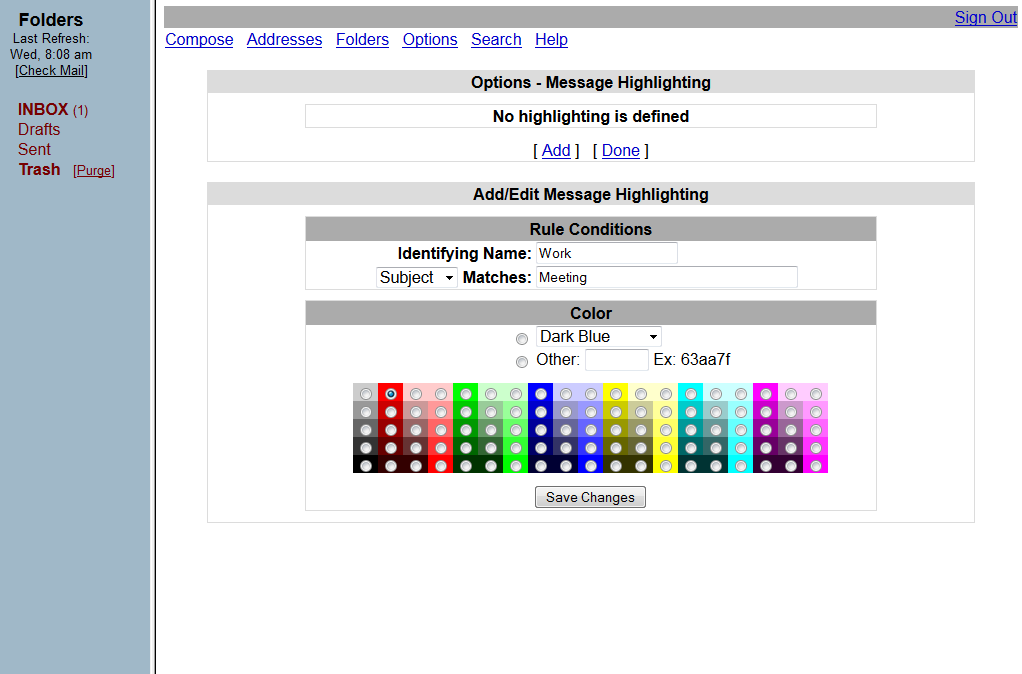 Folders
Last Refresh:
Wed, 8:08 am
[Check Mail]
INBOX (1)
Drafts
Sent
Trash [Purge]
Sign Out
Compose Addresses Folders Options Search Help
Options - Message Highlighting
No highlighting is defined
[ Add ] [ Done ]
Add/Edit Message Highlighting
Rule Conditions
Identifying Name: Work
Subject Matches: Meeting
Color
Dark Blue
Other: Ex: 63aa7f
Save Changes